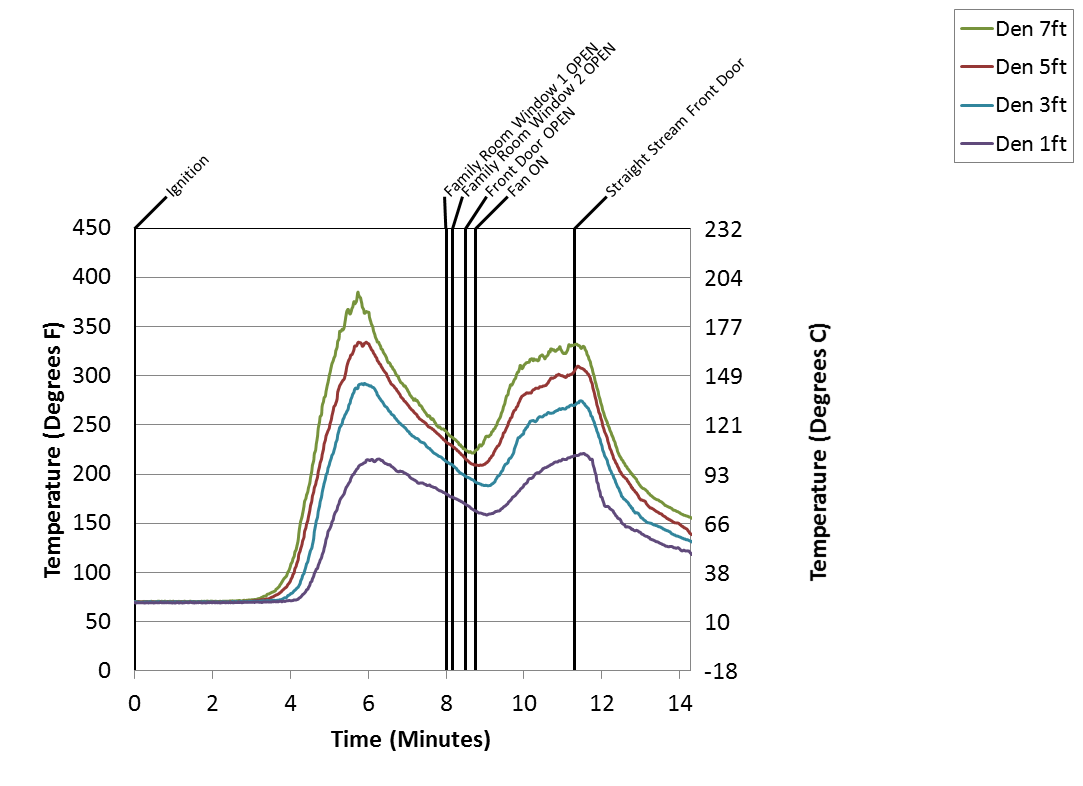 Den 7ft
Den 5ft
Den 3ft
Den 1ft
Ignition
Family Room Window 1 OPEN
Family Room Window 2 OPEN
Front Door OPEN
Fan ON
Straight Stream Front Door
Temperature (Degrees F)
450
400
350
300
250
200
150
100
50
0
232
204
177
149
121
93
66
38
10
-18
Temperature (Degrees C)
0 2 4 6 8 10 12 14
Time (Minutes)